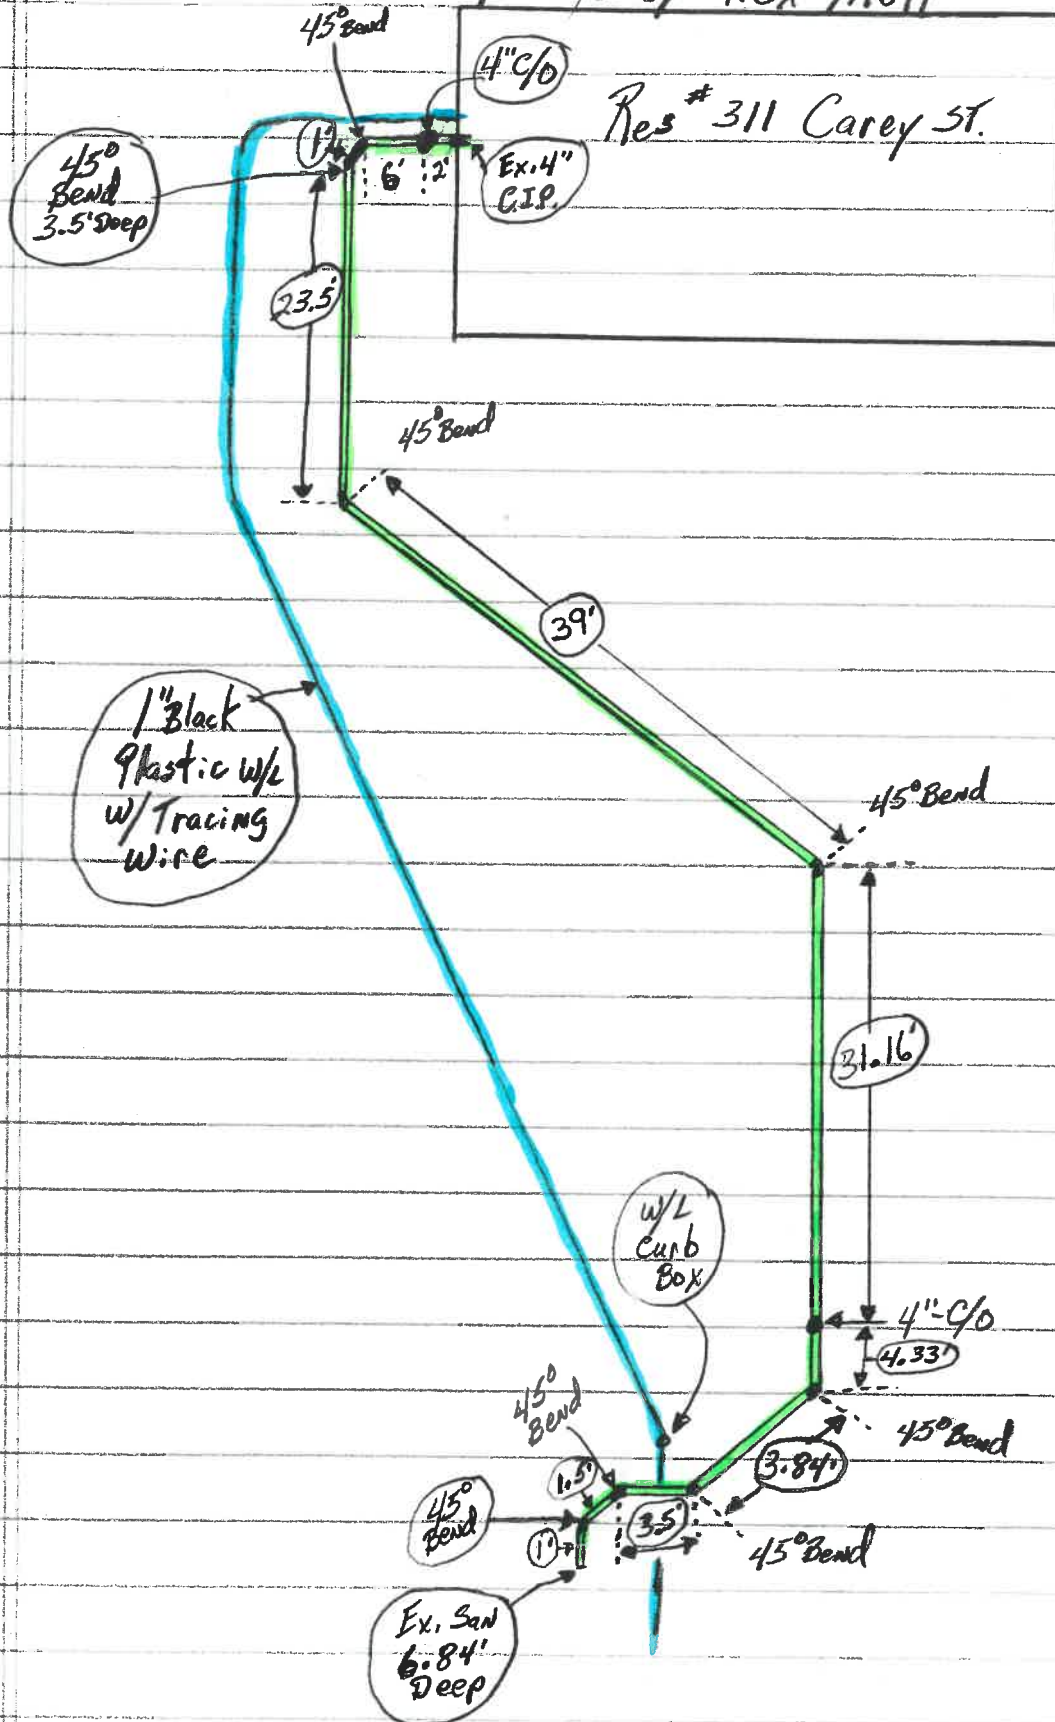 45° Bend
4" C/O
Res # 311 Carey St.
1'
6'
2'
Ex. 4"
C.I.P.
45°
Bend
3.5' Deep
23.5'
45° Bend
39'
1" Black
Plastic W/L
W/ Tracing
Wire
45° Bend
31.16'
W/L
Curb
Box
4"-C/O
4.33'
45°
Bend
45° Bend
3.84'
1.5'
45°
Bend
3.5'
1'
45° Bend
Ex. San
6.84'
Deep